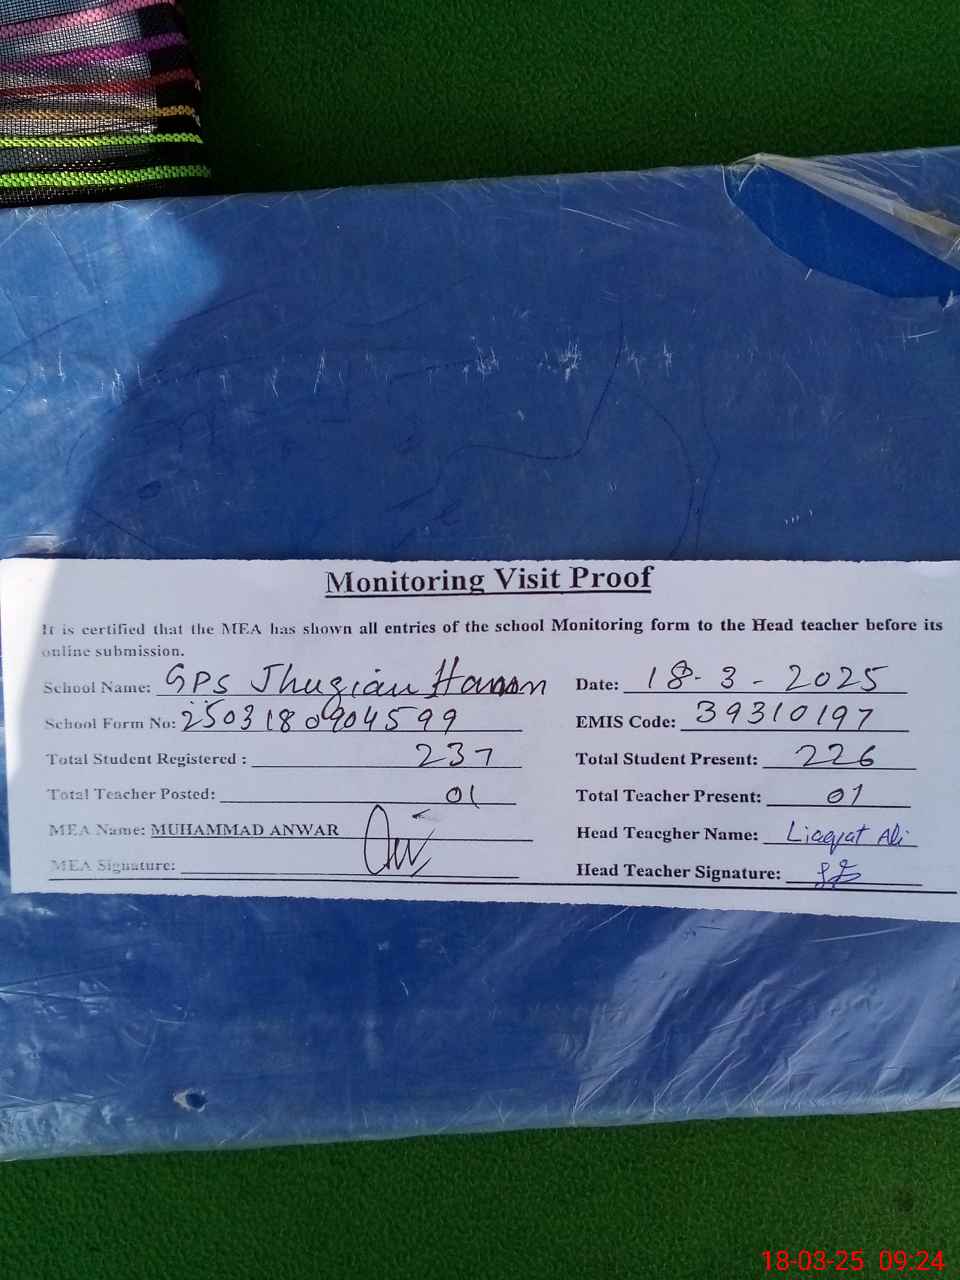 Monitoring Visit Proof
It is certified that the MEA has shown all entries of the school Monitoring form to the Head teacher before its
online submission.
School Name: GPS Jhugian Hassan Date: 18-3-2025
School Form No: 250318090404599 EMIS Code: 39310197
Total Student Registered : 237 Total Student Present: 226
Total Teacher Posted: 01 Total Teacher Present: 01
MEA Name: MUHAMMAD ANWAR Head Teacgher Name: Liaqat Ali
MEA Signature: Head Teacher Signature:
18-03-25 09:24